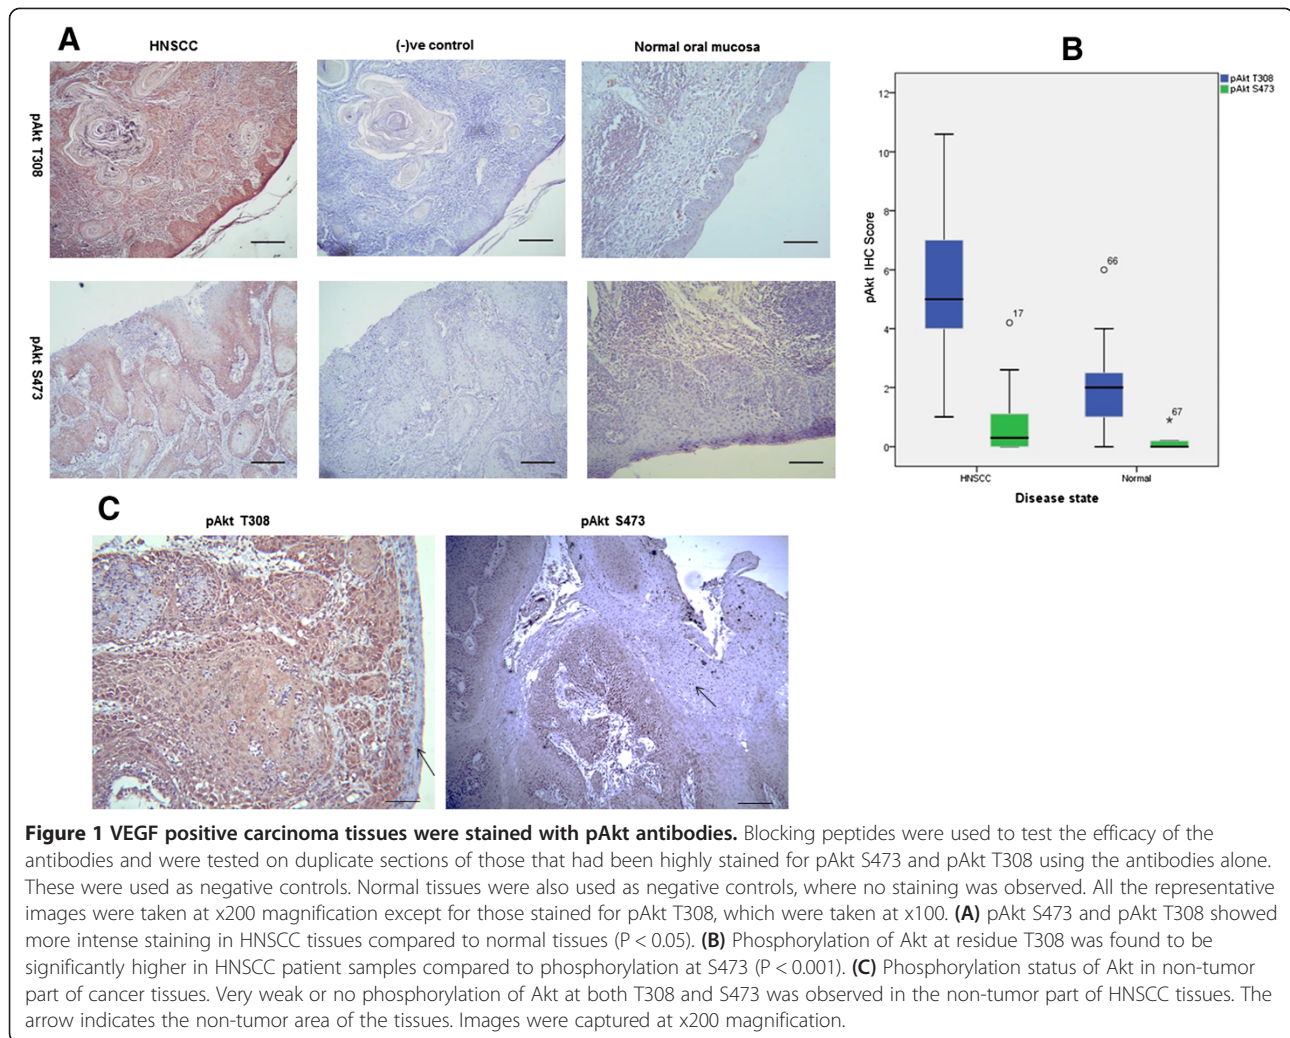 A
HNSCC
(-)ve control
Normal oral mucosa
pAkt T308
pAkt S473
B
pAkt T308
pAkt S473
12
10
8
6
4
2
0
pAkt IHC Score
17
66
67
HNSCC
Normal
Disease state
C
pAkt T308
pAkt S473
Figure 1 VEGF positive carcinoma tissues were stained with pAkt antibodies. Blocking peptides were used to test the efficacy of the
antibodies and were tested on duplicate sections of those that had been highly stained for pAkt S473 and pAkt T308 using the antibodies alone.
These were used as negative controls. Normal tissues were also used as negative controls, where no staining was observed. All the representative
images were taken at x200 magnification except for those stained for pAkt T308, which were taken at x100. (A) pAkt S473 and pAkt T308 showed
more intense staining in HNSCC tissues compared to normal tissues (P < 0.05). (B) Phosphorylation of Akt at residue T308 was found to be
significantly higher in HNSCC patient samples compared to phosphorylation at S473 (P < 0.001). (C) Phosphorylation status of Akt in non-tumor
part of cancer tissues. Very weak or no phosphorylation of Akt at both T308 and S473 was observed in the non-tumor part of HNSCC tissues. The
arrow indicates the non-tumor area of the tissues. Images were captured at x200 magnification.